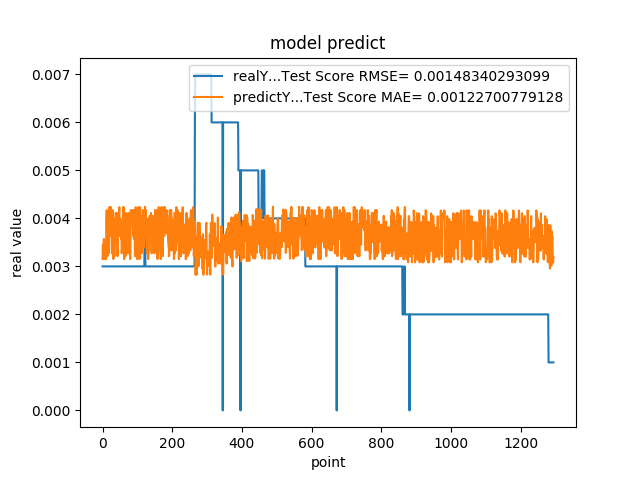 model predict
realY...Test Score RMSE= 0.00148340293099
predictY...Test Score MAE= 0.00122700779128
real value
0.007
0.006
0.005
0.004
0.003
0.002
0.001
0.000
0 200 400 600 800 1000 1200
point